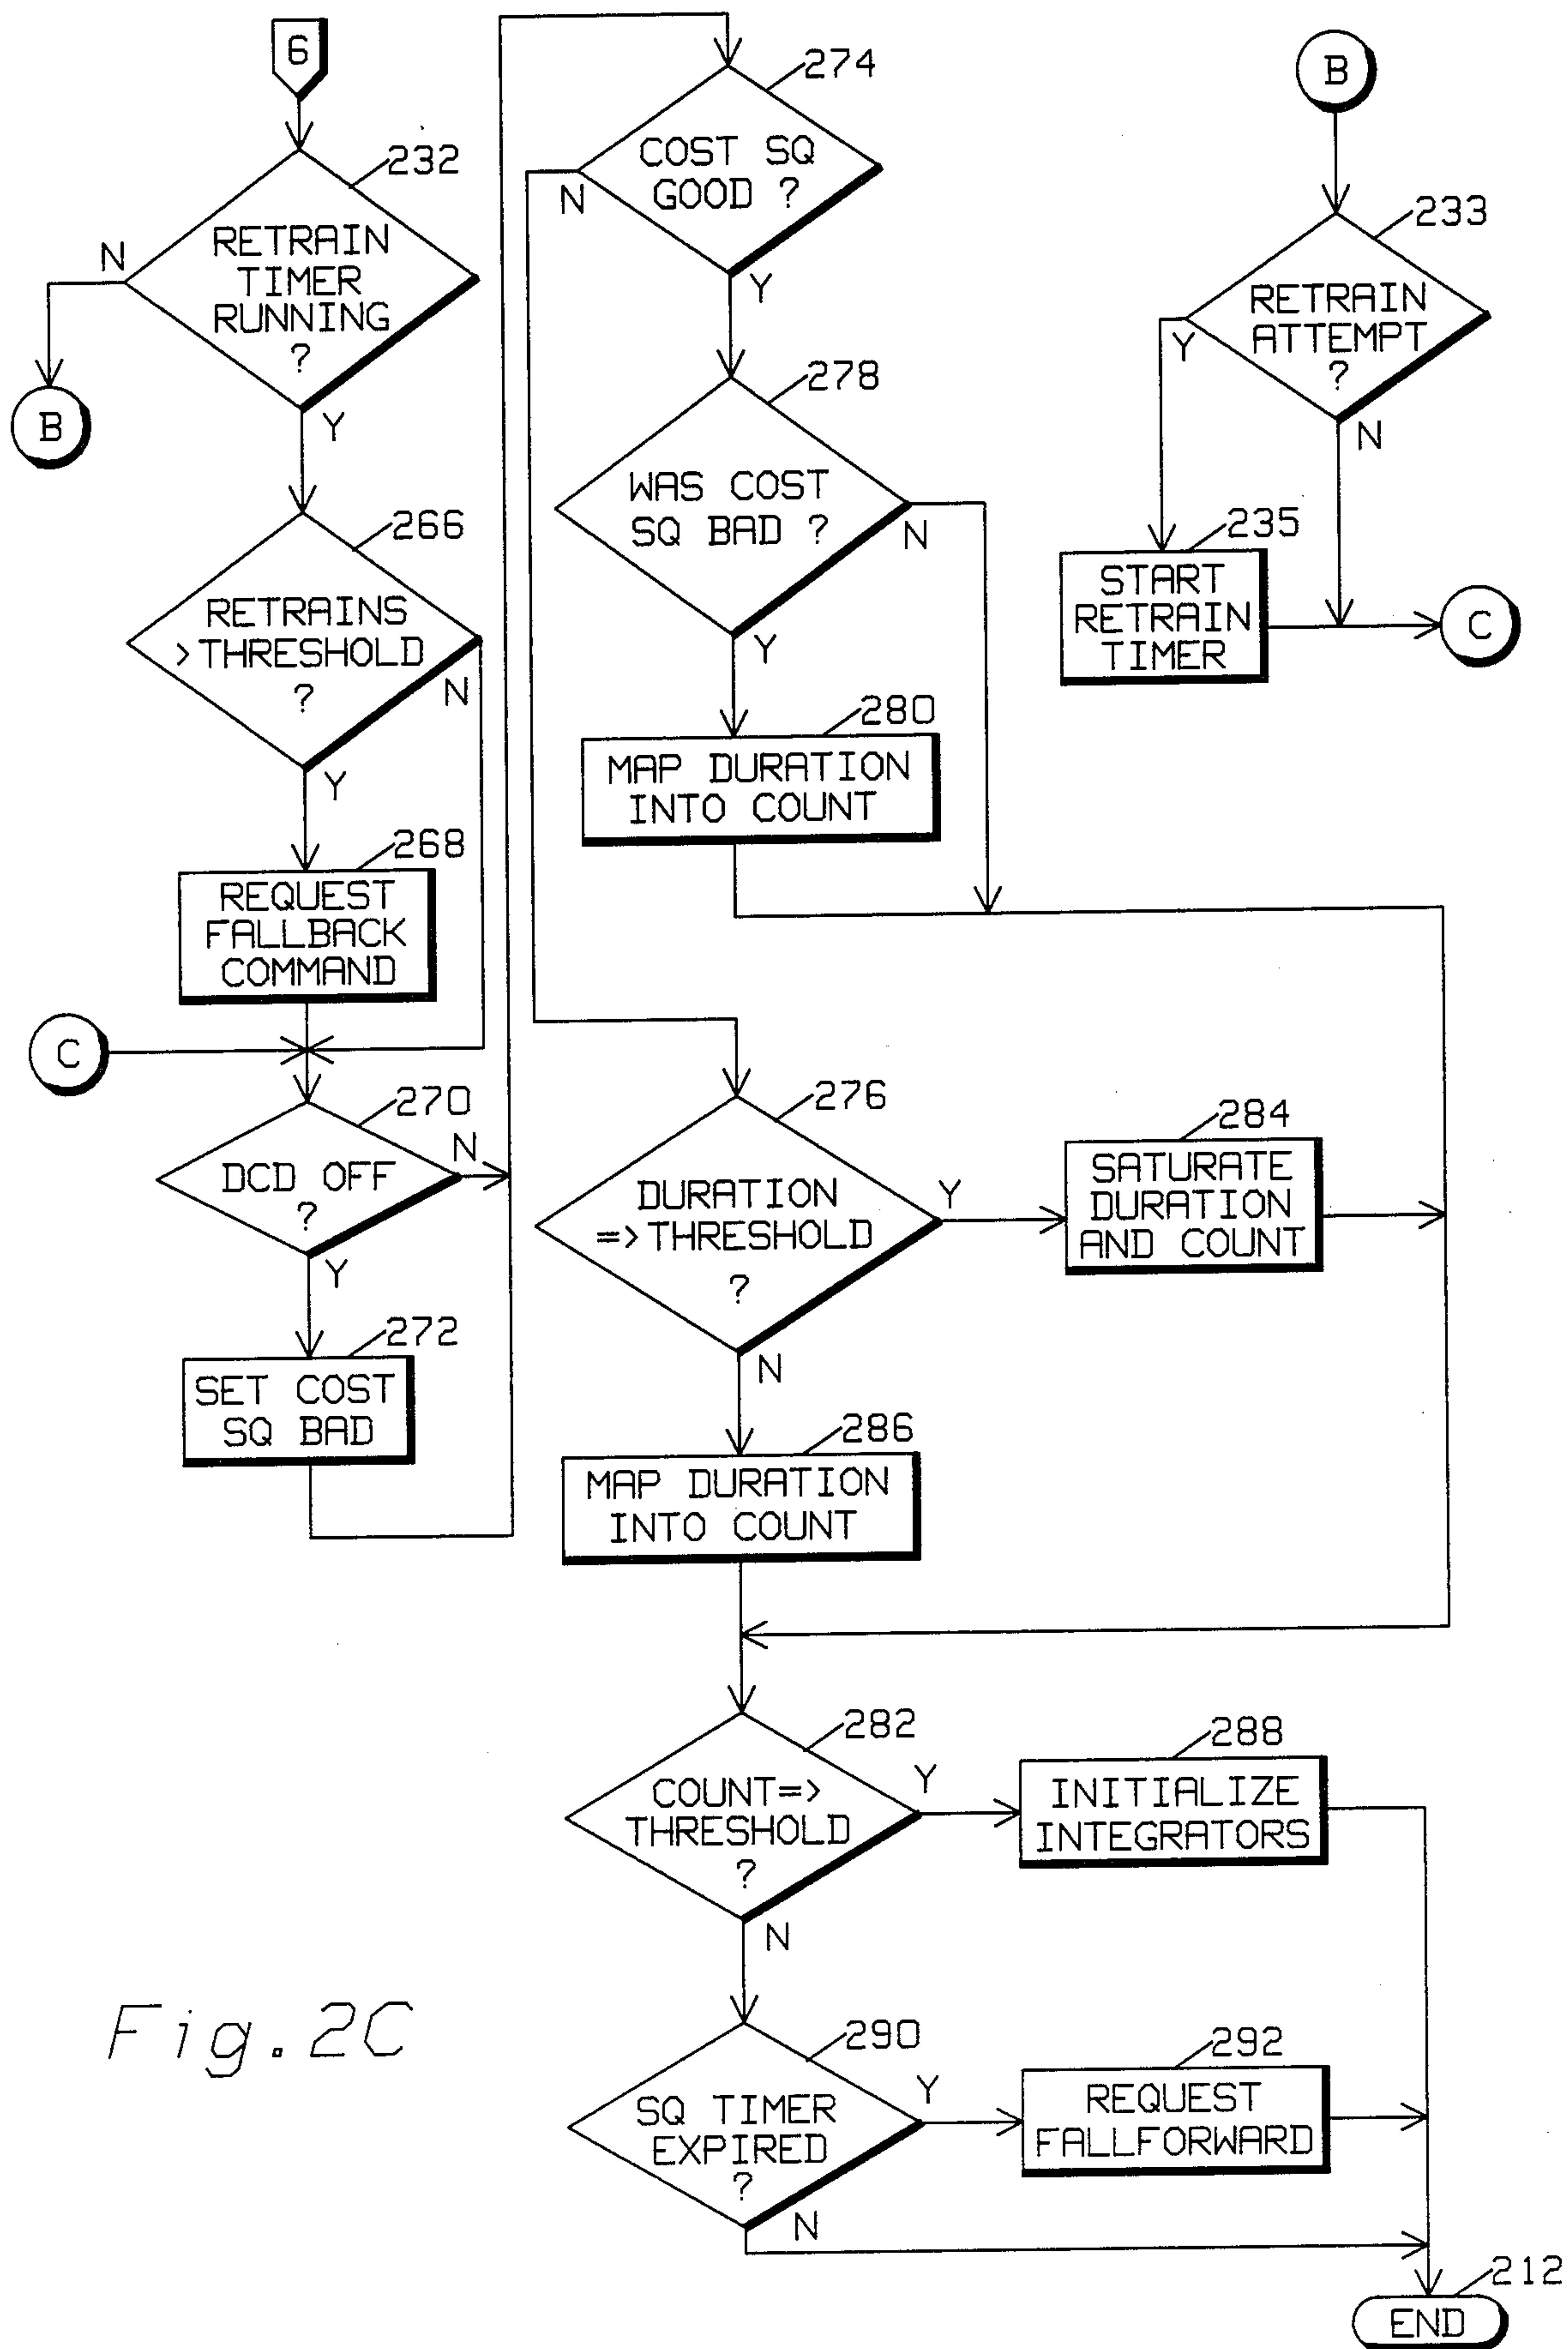 6
232
RETRAIN
TIMER
RUNNING
?
N
Y
B
266
RETRAINS
>THRESHOLD
?
N
Y
268
REQUEST
FALLBACK
COMMAND
C
270
DCD OFF
?
N
Y
272
SET COST
SQ BAD
274
COST SQ
GOOD ?
N
Y
278
WAS COST
SQ BAD ?
N
Y
280
MAP DURATION
INTO COUNT
B
233
RETRAIN
ATTEMPT
?
Y
N
235
START
RETRAIN
TIMER
C
276
DURATION
=>THRESHOLD
?
Y
N
284
SATURATE
DURATION
AND COUNT
286
MAP DURATION
INTO COUNT
282
COUNT=>
THRESHOLD
?
Y
N
288
INITIALIZE
INTEGRATORS
290
SQ TIMER
EXPIRED
?
Y
N
292
REQUEST
FALLFORWARD
212
END
Fig.2C